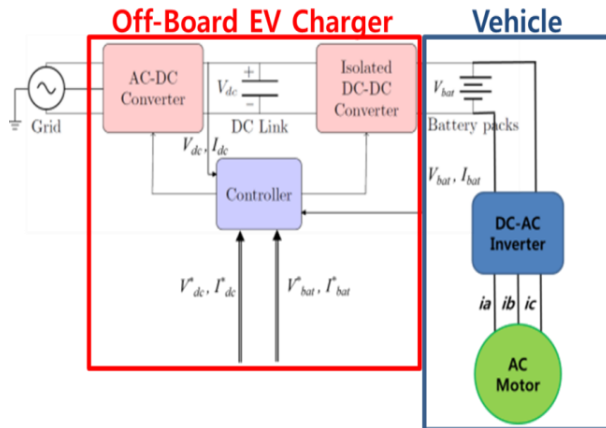 Off-Board EV Charger
Vehicle
AC-DC
Converter
Isolated
DC-DC
Converter
+
V_dc
−
DC Link
V_bat
Battery packs
Grid
V_dc, I_dc
Controller
V_bat, I_bat
DC-AC
Inverter
V*_dc, I*_dc
V*_bat, I*_bat
ia ib ic
AC
Motor